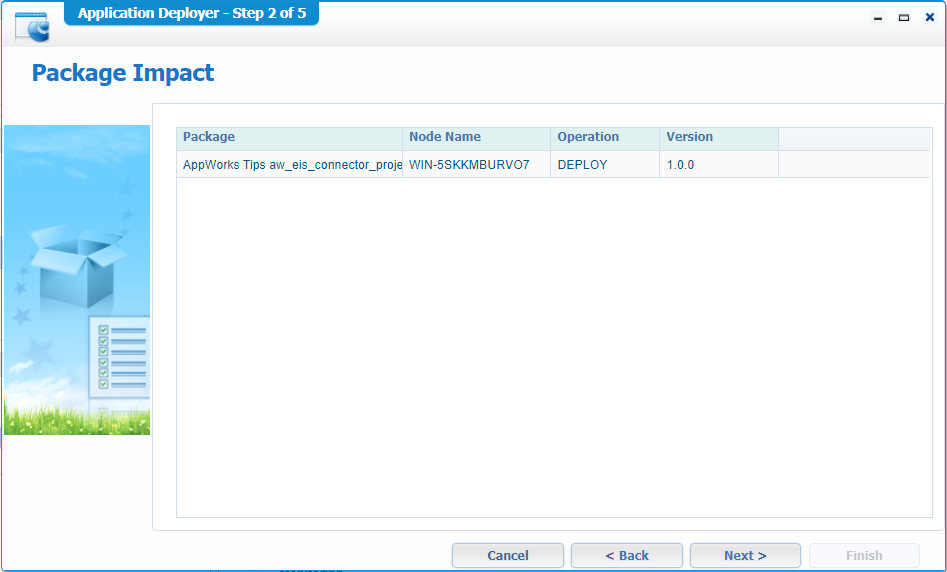 Application Deployer - Step 2 of 5
Package Impact
Package Node Name Operation Version
AppWorks Tips aw_eis_connector_proje WIN-5SKKMBURVO7 DEPLOY 1.0.0
Cancel < Back Next > Finish